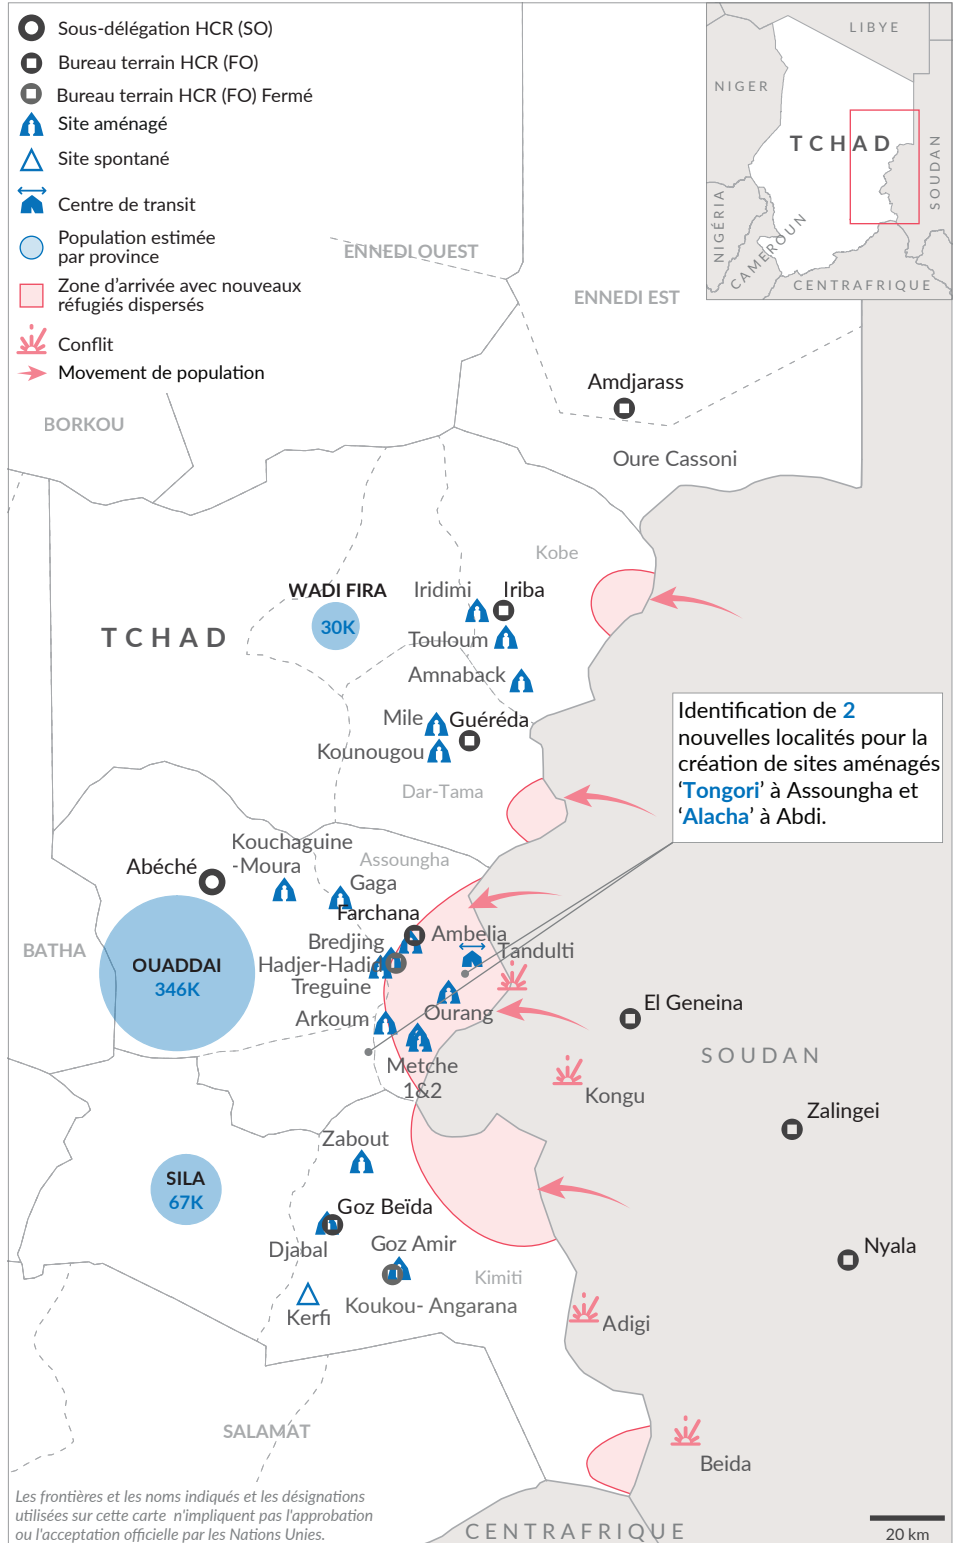 Sous-délégation HCR (SO)
Bureau terrain HCR (FO)
Bureau terrain HCR (FO) Fermé
Site aménagé
Site spontané
Centre de transit
Population estimée
par province
Zone d'arrivée avec nouveaux
réfugiés dispersés
Conflit
Movement de population
LIBYE
NIGER
TCHAD
SOUDAN
NIGÉRIA
CAMEROUN
CENTRAFRIQUE
ENNEDI OUEST
ENNEDI EST
Amdjarass
BORKOU
Oure Cassoni
Kobe
WADI FIRA
30K
Iridimi
Iriba
TCHAD
Touloum
Amnaback
Mile
Guéréda
Kounougou
Dar-Tama
Identification de 2
nouvelles localités pour la
création de sites aménagés
'Tongori' à Assoungha et
'Alacha' à Abdi.
Kouchaguine
-Moura
Assoungha
Abéché
Gaga
Farchana
BATHA
OUADDAI
346K
Bredjing
Ambelia
Hadjer-Hadid
Tandulti
Treguine
Arkoum
Ourang
El Geneina
SOUDAN
Metche
1&2
Kongu
Zalingei
Zabout
SILA
67K
Goz Beïda
Djabal
Goz Amir
Nyala
Kimiti
Kerfi
Koukou- Angarana
Adigi
SALAMAT
Beida
Les frontières et les noms indiqués et les désignations
utilisées sur cette carte n'impliquent pas l'approbation
ou l'acceptation officielle par les Nations Unies.
CENTRAFRIQUE
20 km